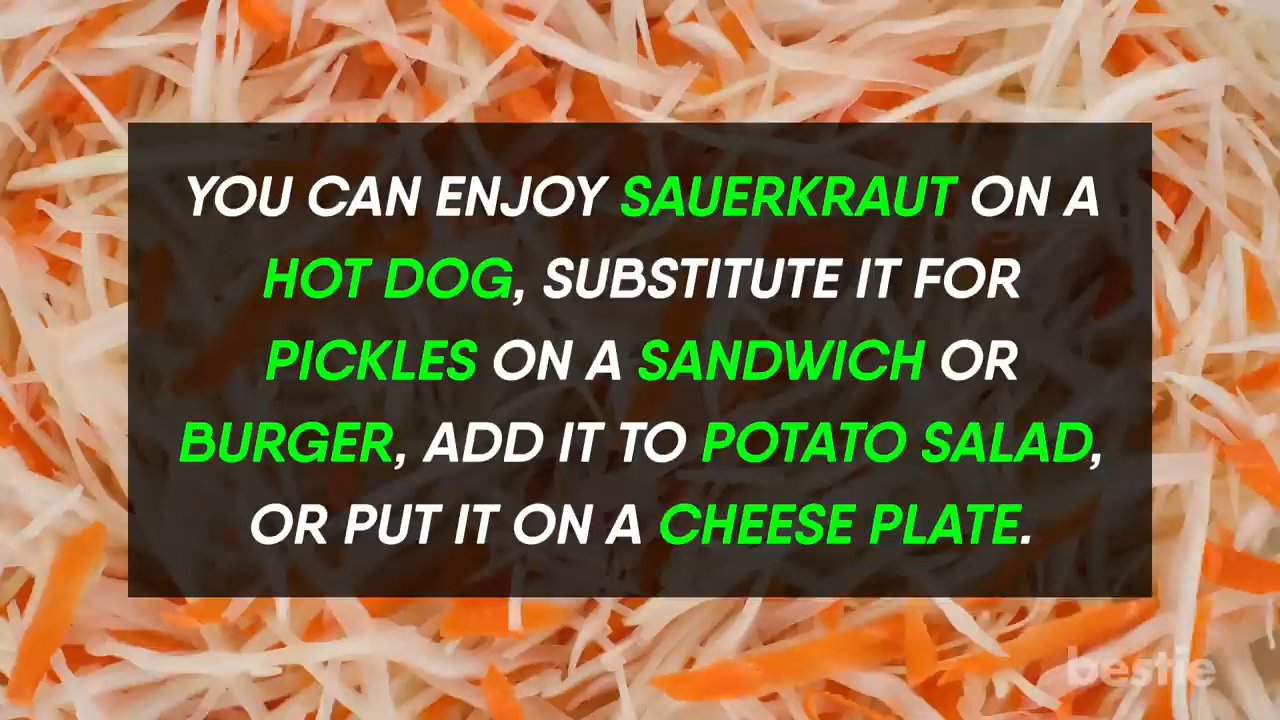 YOU CAN ENJOY SAUERKRAUT ON A
HOT DOG, SUBSTITUTE IT FOR
PICKLES ON A SANDWICH OR
BURGER, ADD IT TO POTATO SALAD,
OR PUT IT ON A CHEESE PLATE.
bestie